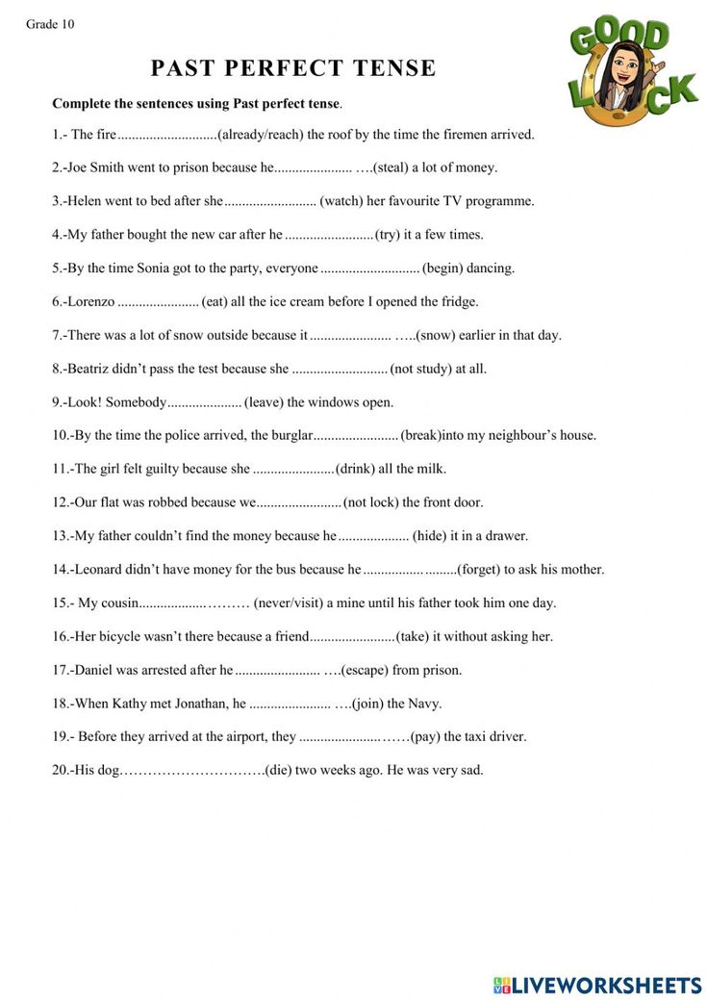 Grade 10
GOOD
LUCK
PAST PERFECT TENSE
Complete the sentences using Past perfect tense.
1.- The fire............................(already/reach) the roof by the time the firemen arrived.
2.-Joe Smith went to prison because he...................... ….(steal) a lot of money.
3.-Helen went to bed after she.......................... (watch) her favourite TV programme.
4.-My father bought the new car after he .........................(try) it a few times.
5.-By the time Sonia got to the party, everyone ............................ (begin) dancing.
6.-Lorenzo ....................... (eat) all the ice cream before I opened the fridge.
7.-There was a lot of snow outside because it ....................... …..(snow) earlier in that day.
8.-Beatriz didn’t pass the test because she ........................... (not study) at all.
9.-Look! Somebody..................... (leave) the windows open.
10.-By the time the police arrived, the burglar........................ (break)into my neighbour’s house.
11.-The girl felt guilty because she .......................(drink) all the milk.
12.-Our flat was robbed because we........................(not lock) the front door.
13.-My father couldn’t find the money because he .................... (hide) it in a drawer.
14.-Leonard didn’t have money for the bus because he ................. .........(forget) to ask his mother.
15.- My cousin...................……… (never/visit) a mine until his father took him one day.
16.-Her bicycle wasn’t there because a friend........................(take) it without asking her.
17.-Daniel was arrested after he ........................ ….(escape) from prison.
18.-When Kathy met Jonathan, he ....................... ….(join) the Navy.
19.- Before they arrived at the airport, they .......................……(pay) the taxi driver.
20.-His dog………………………….(die) two weeks ago. He was very sad.
LIVE LIVEWORKSHEETS